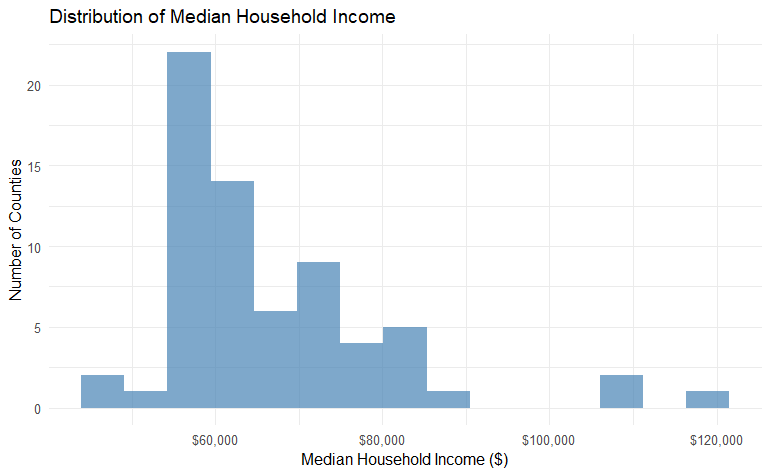 Distribution of Median Household Income
Number of Counties
20
15
10
5
0
$60,000 $80,000 $100,000 $120,000
Median Household Income ($)